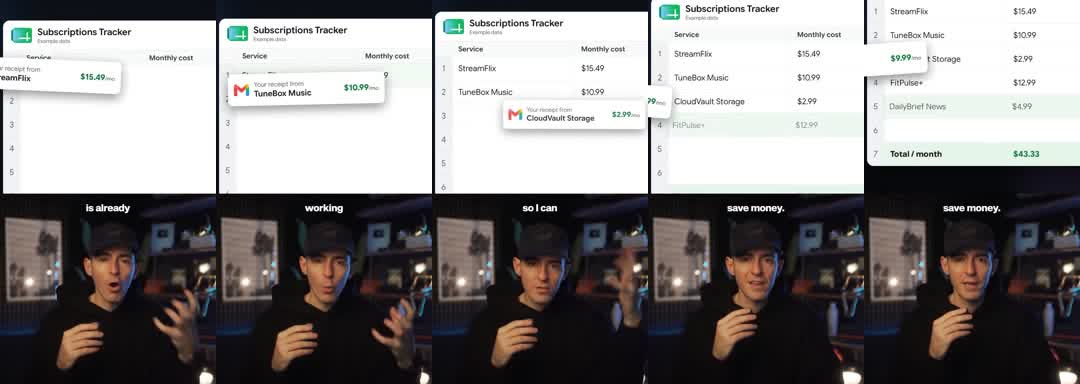 Subscriptions Tracker
Example data
Service Monthly cost
receipt from
reamFlix $15.49/mo
2
3
4
5
is already
Subscriptions Tracker
Example data
Service Monthly cost
1
Your receipt from
TuneBox Music $10.99/mo
3
4
5
working
Subscriptions Tracker
Example data
Service Monthly cost
1 StreamFlix $15.49
2 TuneBox Music $10.99
Your receipt from
CloudVault Storage $2.99/mo
3
4
5
6
so I can
Subscriptions Tracker
Example data
Service Monthly cost
1 StreamFlix $15.49
2 TuneBox Music $10.99
99/mo
CloudVault Storage $2.99
4 FitPulse+ $12.99
5
6
save money.
1 StreamFlix $15.49
2 TuneBox Music $10.99
$9.99/mo
Storage $2.99
4 FitPulse+ $12.99
5 DailyBrief News $4.99
6
7 Total / month $43.33
save money.